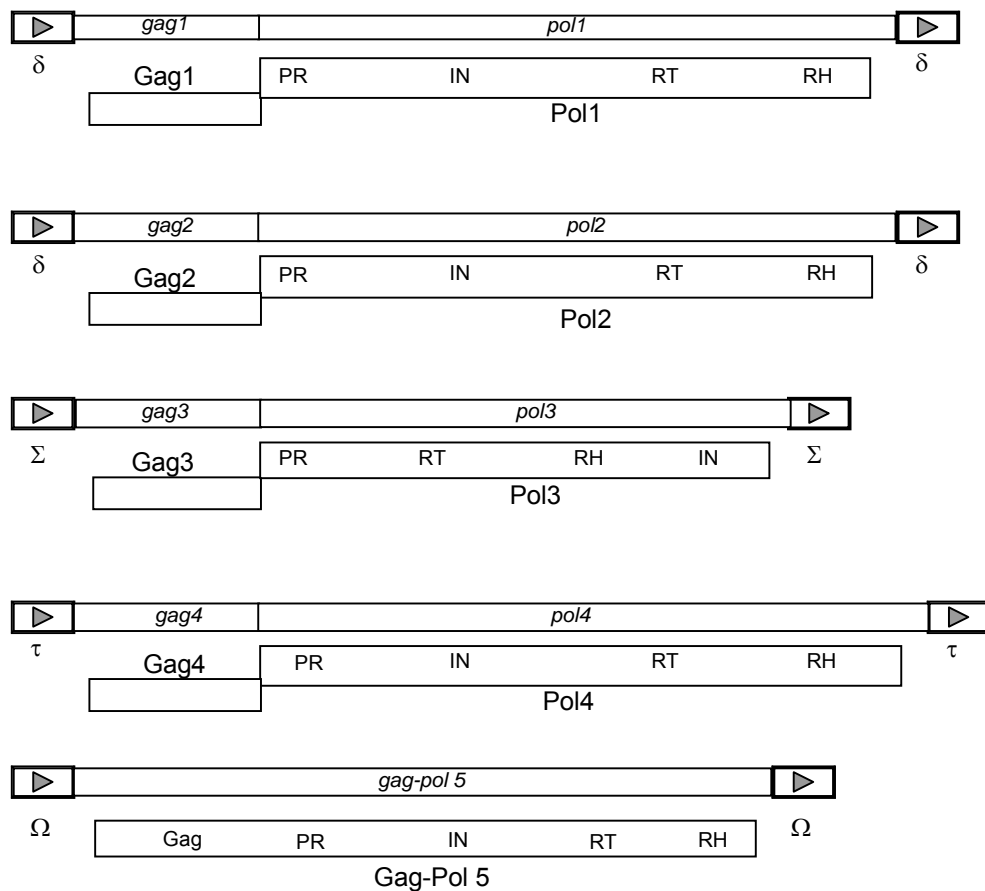 gag1 pol1
δ δ
Gag1 PR IN RT RH
Pol1
gag2 pol2
δ δ
Gag2 PR IN RT RH
Pol2
gag3 pol3
Σ Σ
Gag3 PR RT RH IN
Pol3
gag4 pol4
τ τ
Gag4 PR IN RT RH
Pol4
gag-pol 5
Ω Ω
Gag PR IN RT RH
Gag-Pol 5